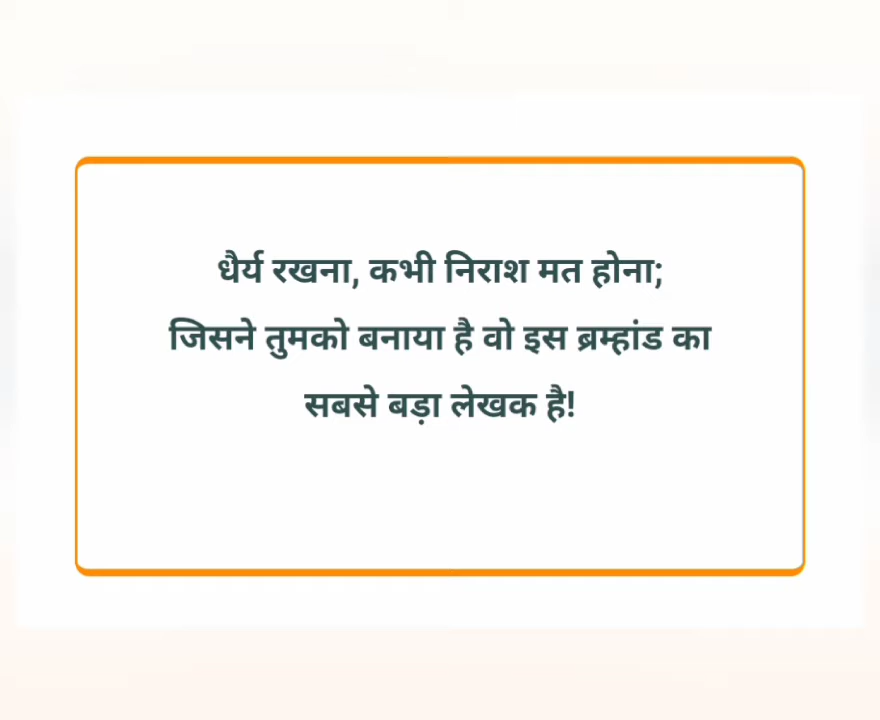 धैर्य रखना, कभी निराश मत होना;
जिसने तुमको बनाया है वो इस ब्रम्हांड का
सबसे बड़ा लेखक है!